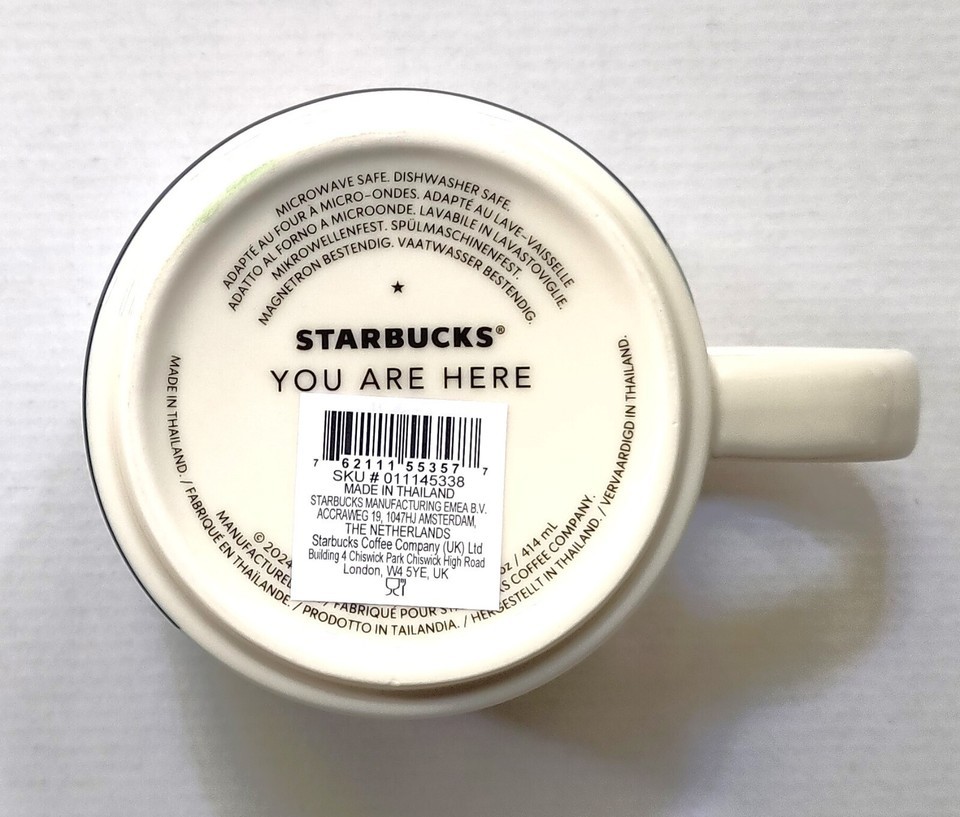 MICROWAVE SAFE. DISHWASHER SAFE.
ADAPTÉ AU FOUR À MICRO-ONDES. ADAPTÉ AU LAVE-VAISSELLE
ADATTO AL FORNO A MICROONDE. LAVABILE IN LAVASTOVIGLIE.
MIKROWELLENFEST. SPÜLMASCHINENFEST.
MAGNETRON BESTENDIG. VAATWASSER BESTENDIG.
STARBUCKS®
YOU ARE HERE
7 62111 55357 7
SKU # 011145338
MADE IN THAILAND
STARBUCKS MANUFACTURING EMEA B.V.
ACCRAWEG 19, 1047HJ AMSTERDAM,
THE NETHERLANDS
Starbucks Coffee Company (UK) Ltd
Building 4 Chiswick Park Chiswick High Road
London, W4 5YE, UK
© 2024 oz / 414 mL
FABRIQUÉ POUR COFFEE COMPANY.
MADE IN THAILAND. / FABRIQUÉ EN THAÏLANDE. / PRODOTTO IN TAILANDIA. / HERGESTELLT IN THAILAND. / VERVAARDIGD IN THAILAND.